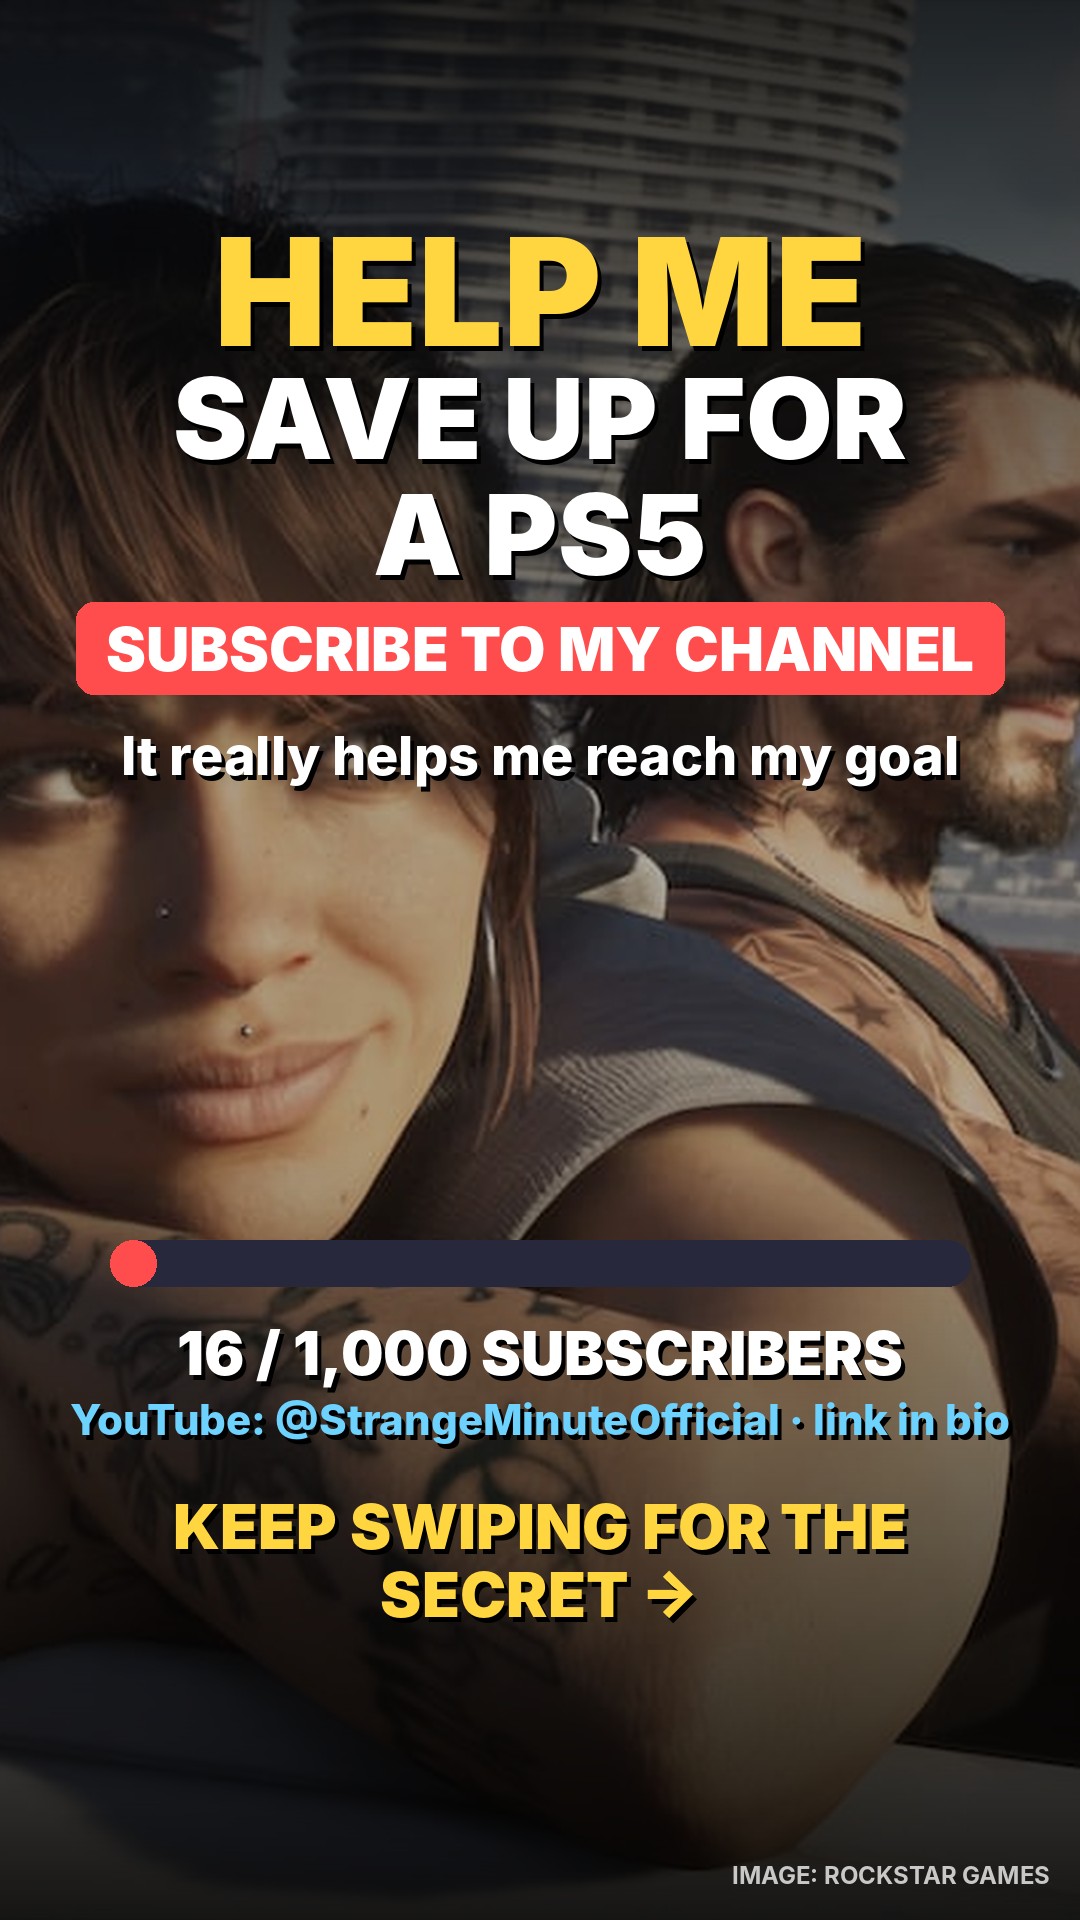 HELP ME
SAVE UP FOR
A PS5
SUBSCRIBE TO MY CHANNEL
It really helps me reach my goal
16 / 1,000 SUBSCRIBERS
YouTube: @StrangeMinuteOfficial · link in bio
KEEP SWIPING FOR THE
SECRET →
IMAGE: ROCKSTAR GAMES